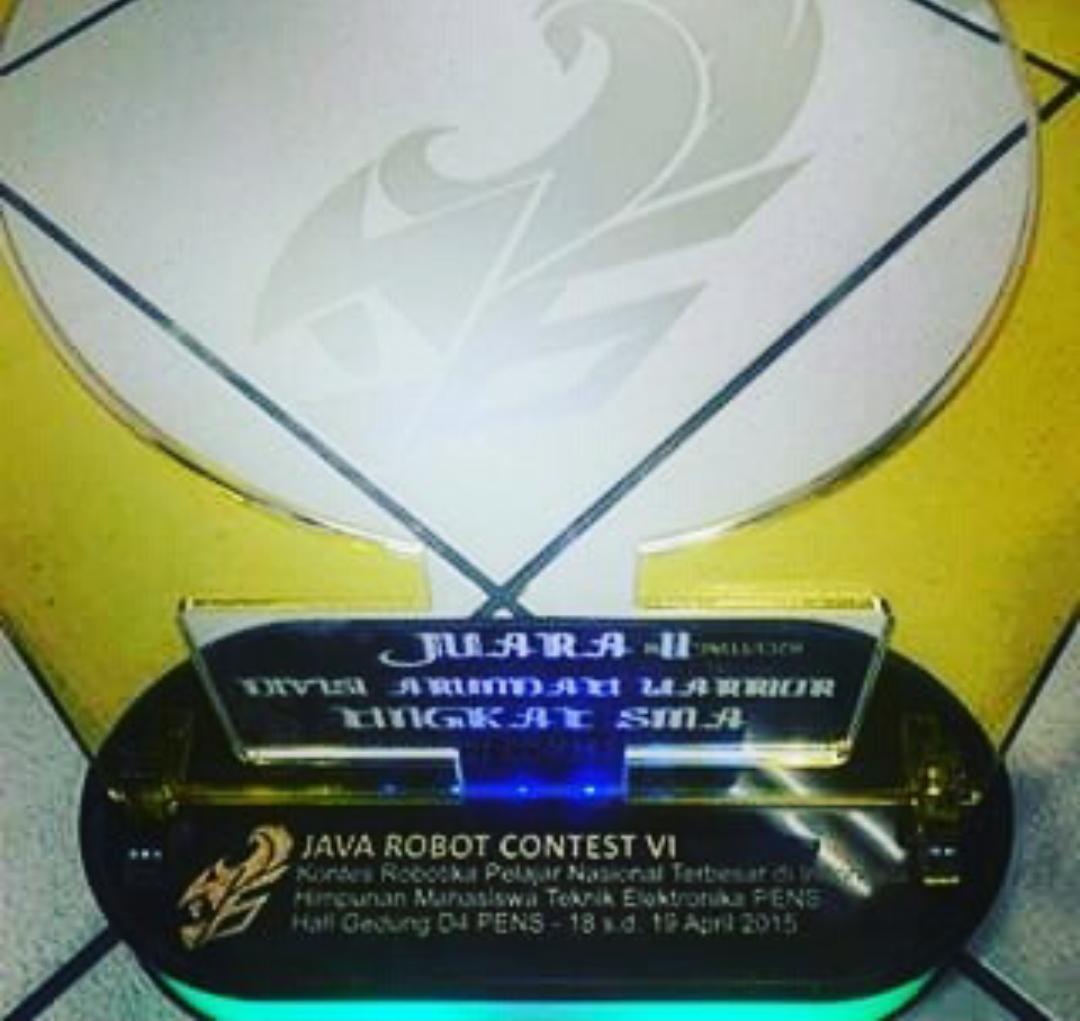 JUARA II
DIVISI WARRIOR
TINGKAT SMA
JAVA ROBOT CONTEST VI
Kontes Robotika Pelajar Nasional Terbesar di
Himpunan Mahasiswa Teknik Elektronika PENS
Hall Gedung D4 PENS - 18 s.d. 19 April 2015